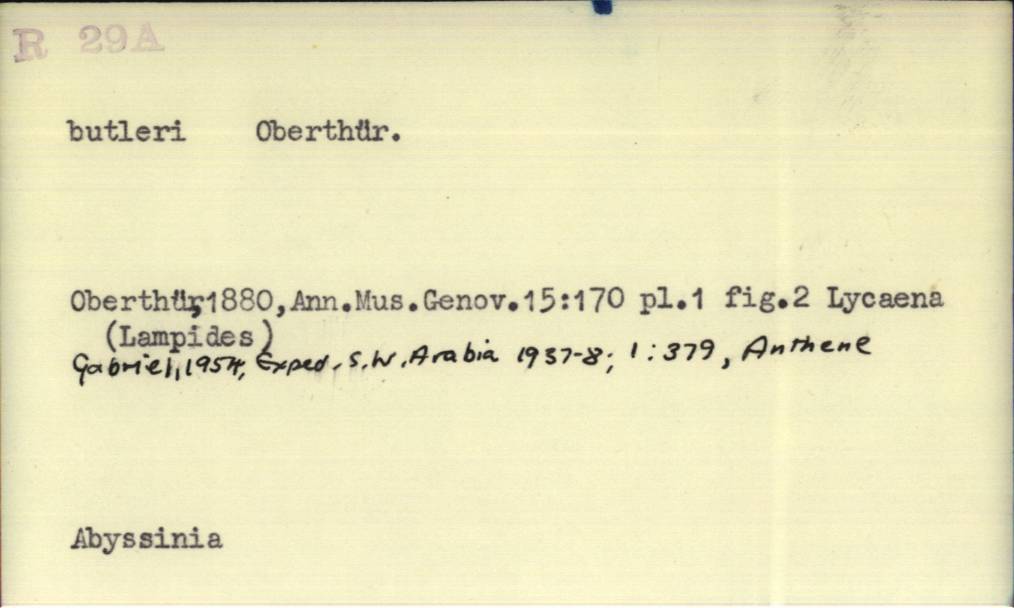 R 29A
butleri Oberthür.
Oberthür,1880,Ann.Mus.Genov.15:170 pl.1 fig.2 Lycaena
(Lampides)
Gabriel, 1954, Exped. S.W. Arabia 1937-8; 1:379, Anthene
Abyssinia